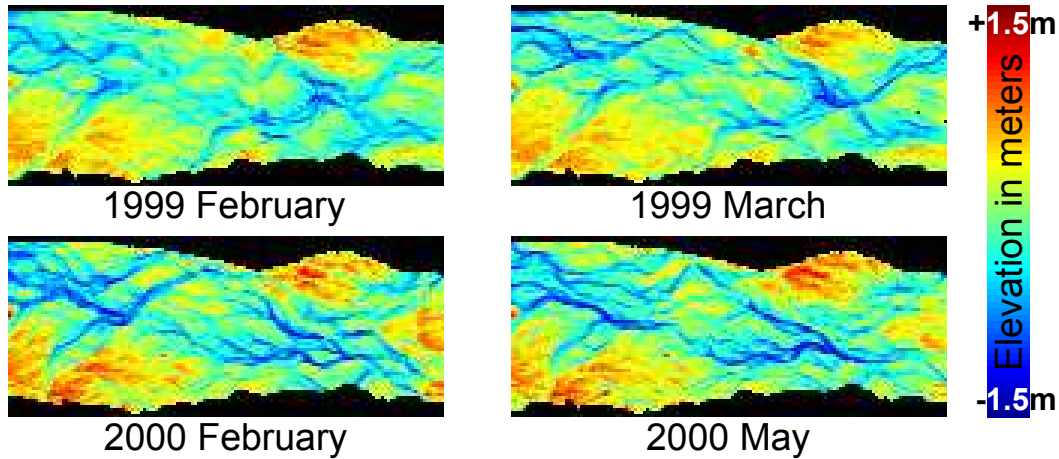 1999 February
1999 March
2000 February
2000 May
+1.5m
Elevation in meters
-1.5m